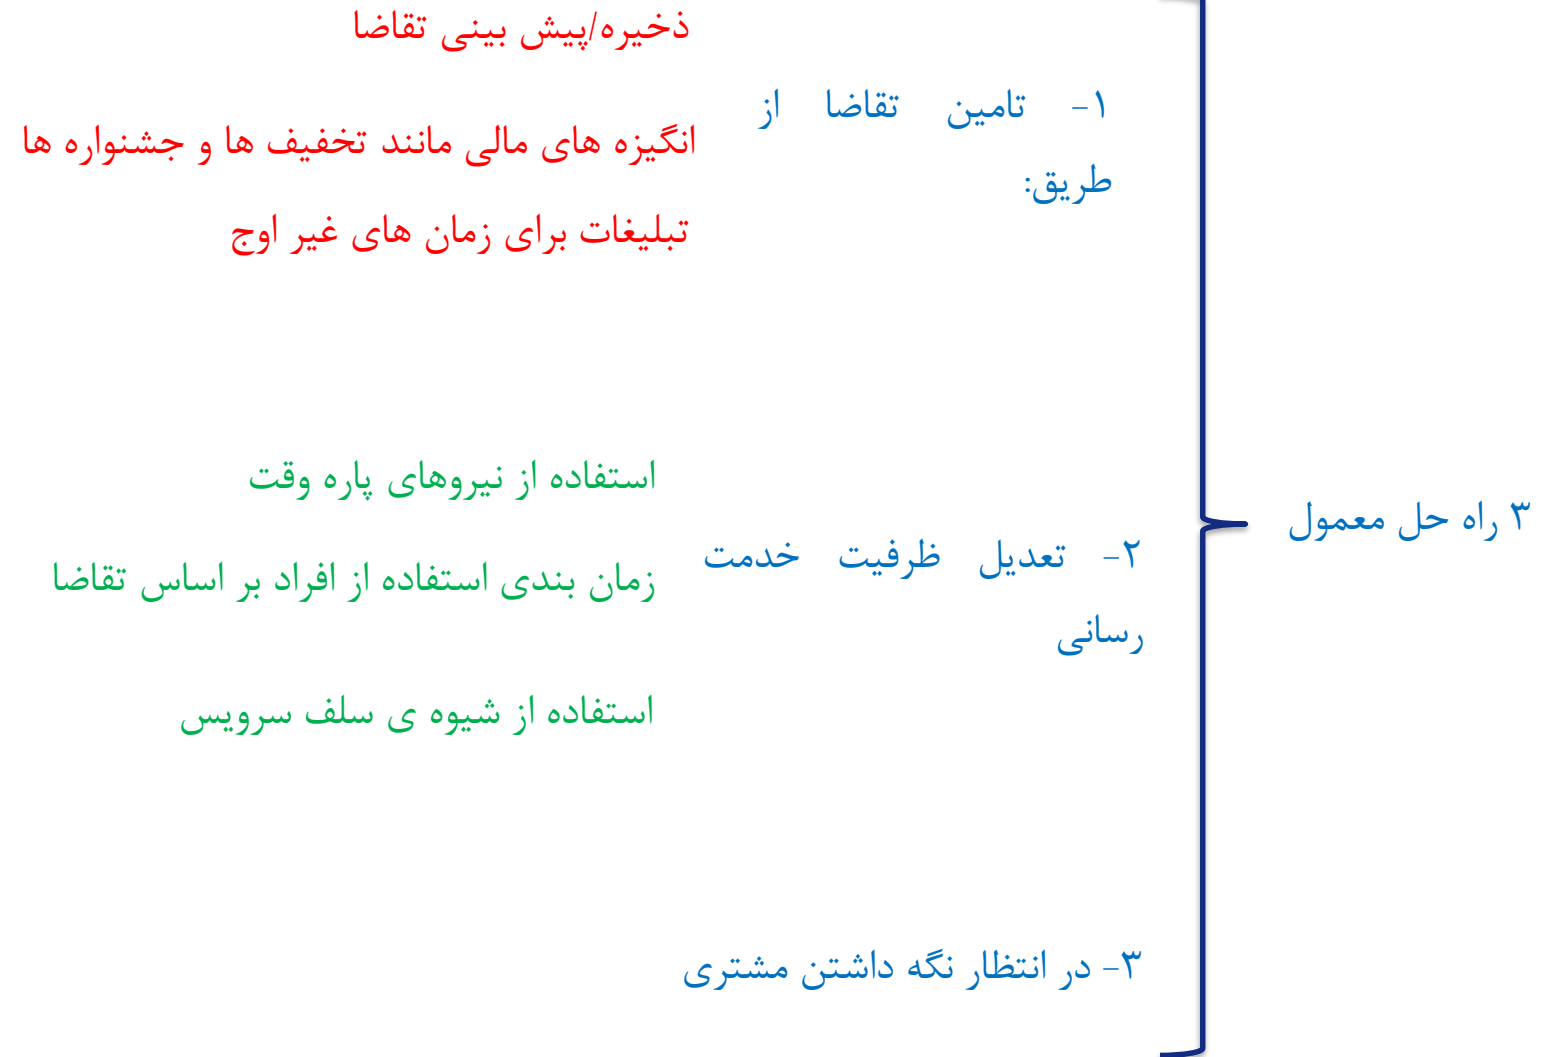 ۳ راه حل معمول
۱- تامین تقاضا از
طریق:
ذخیره/پیش بینی تقاضا
انگیزه های مالی مانند تخفیف ها و جشنواره ها
تبلیغات برای زمان های غیر اوج
۲- تعدیل ظرفیت خدمت
رسانی
استفاده از نیروهای پاره وقت
زمان بندی استفاده از افراد بر اساس تقاضا
استفاده از شیوه ی سلف سرویس
۳- در انتظار نگه داشتن مشتری